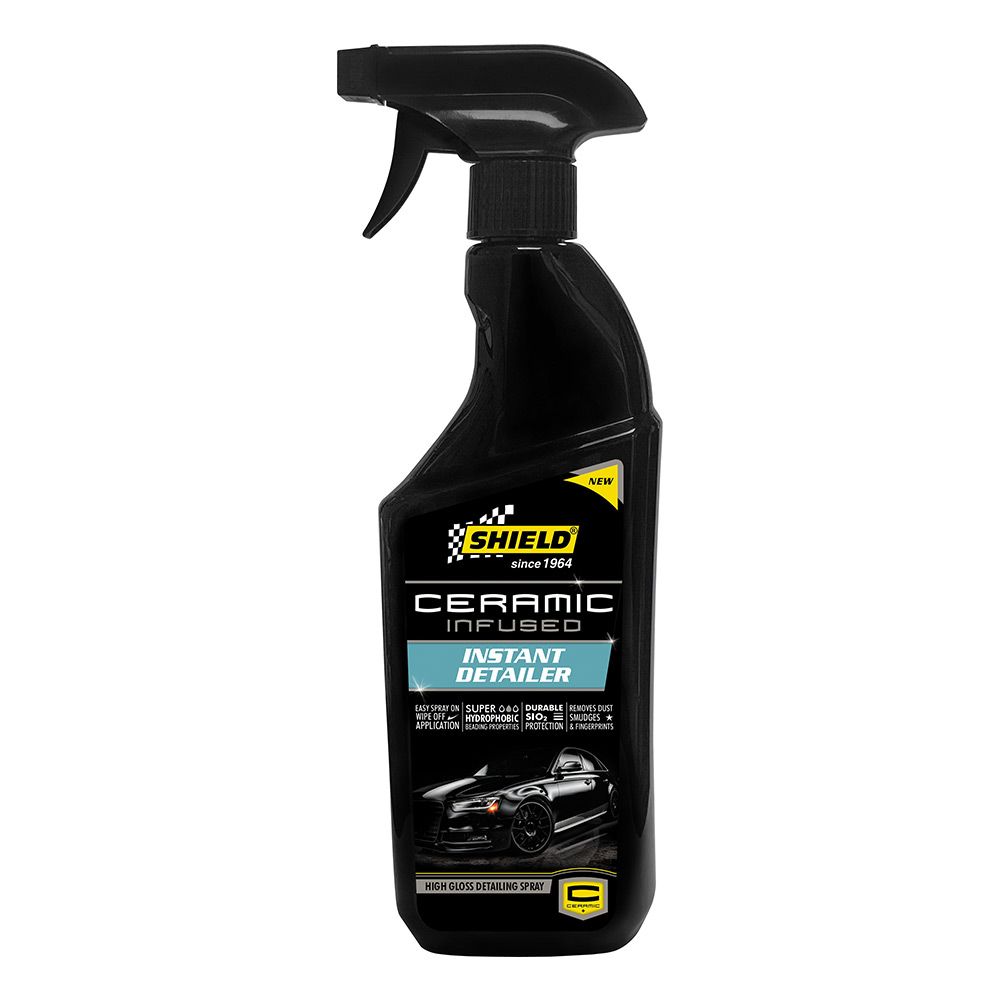 NEW
SHIELD®
since 1964
CERAMIC
INFUSED
INSTANT
DETAILER
EASY SPRAY ON
WIPE OFF
APPLICATION
SUPER
HYDROPHOBIC
BEADING PROPERTIES
DURABLE
SIO₂
PROTECTION
REMOVES DUST
SMUDGES
& FINGERPRINTS
HIGH GLOSS DETAILING SPRAY
C
CERAMIC
+